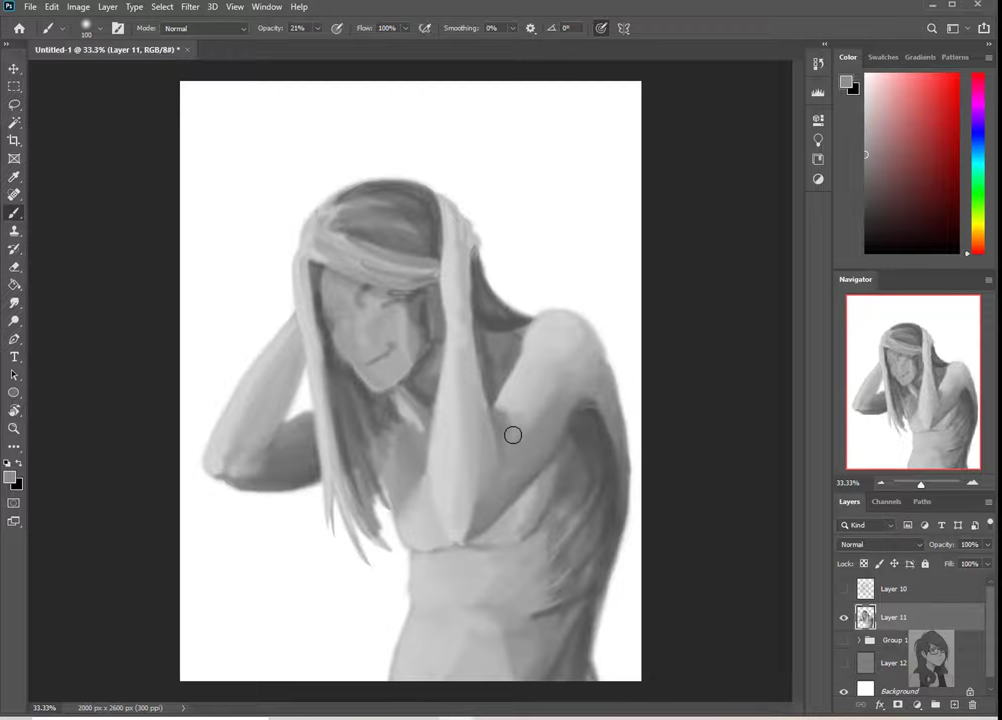 Ps File Edit Image Layer Type Select Filter 3D View Window Help
100 Mode: Normal Opacity: 21% Flow: 100% Smoothing: 0% 0°
Untitled-1 @ 33.3% (Layer 11, RGB/8#) * ×
Color Swatches Gradients Patterns
Navigator
33.33%
Layers Channels Paths
Kind
Normal Opacity: 100%
Lock: Fill: 100%
Layer 10
Layer 11
Group 1
Layer 12
Background
33.33% 2000 px x 2600 px (300 ppi)